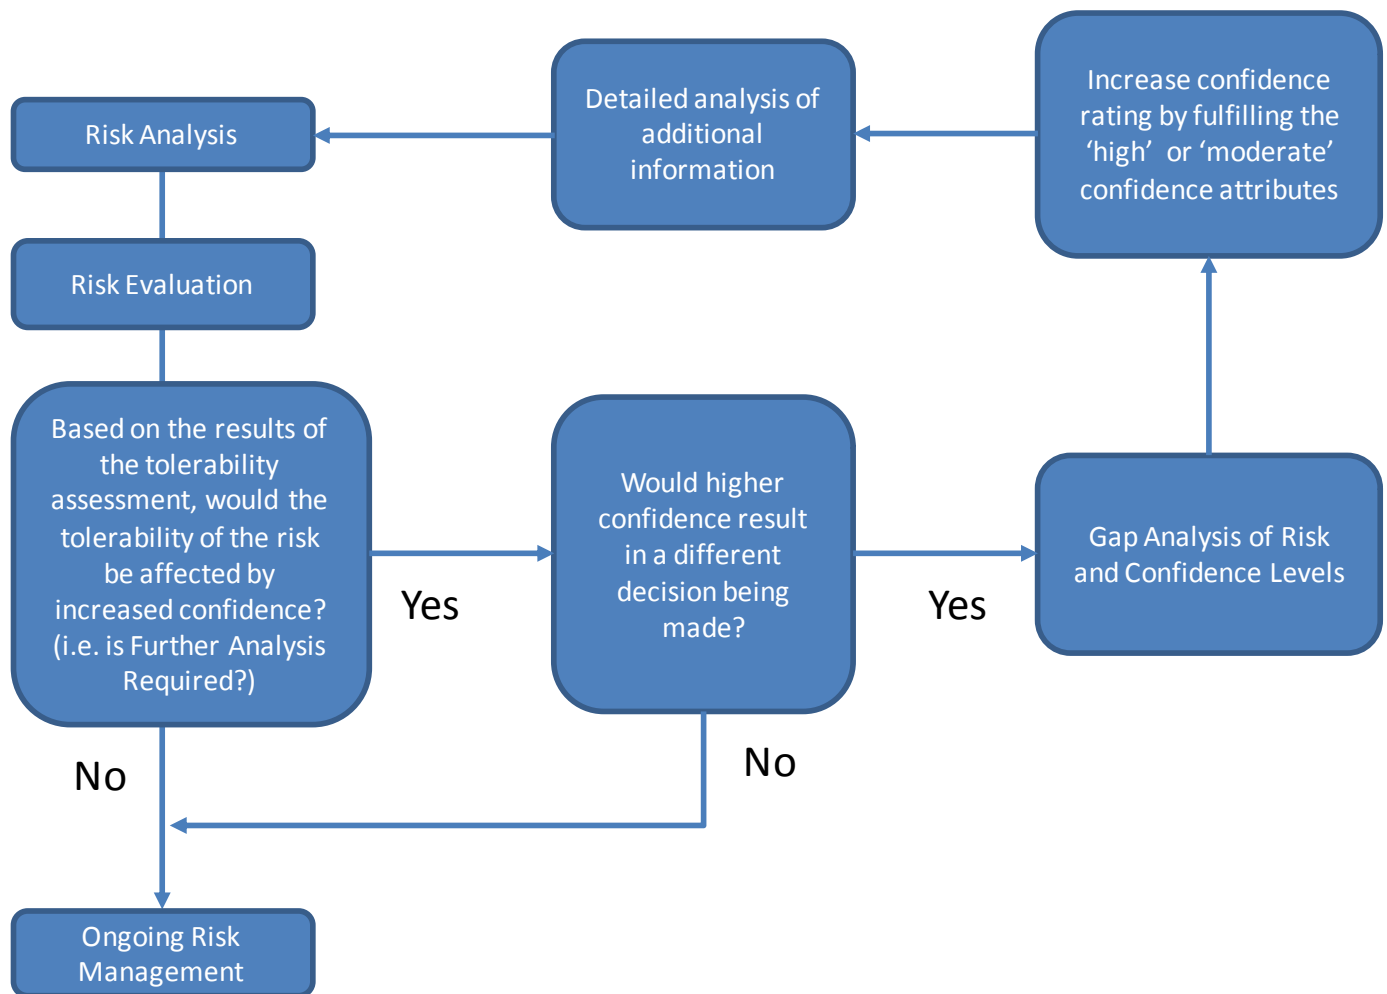 Risk Analysis
Detailed analysis of
additional
information
Increase confidence
rating by fulfilling the
‘high’ or ‘moderate’
confidence attributes
Risk Evaluation
Based on the results of
the tolerability
assessment, would the
tolerability of the risk
be affected by
increased confidence?
(i.e. is Further Analysis
Required?)
Yes
Would higher
confidence result
in a different
decision being
made?
Yes
Gap Analysis of Risk
and Confidence Levels
No
No
Ongoing Risk
Management